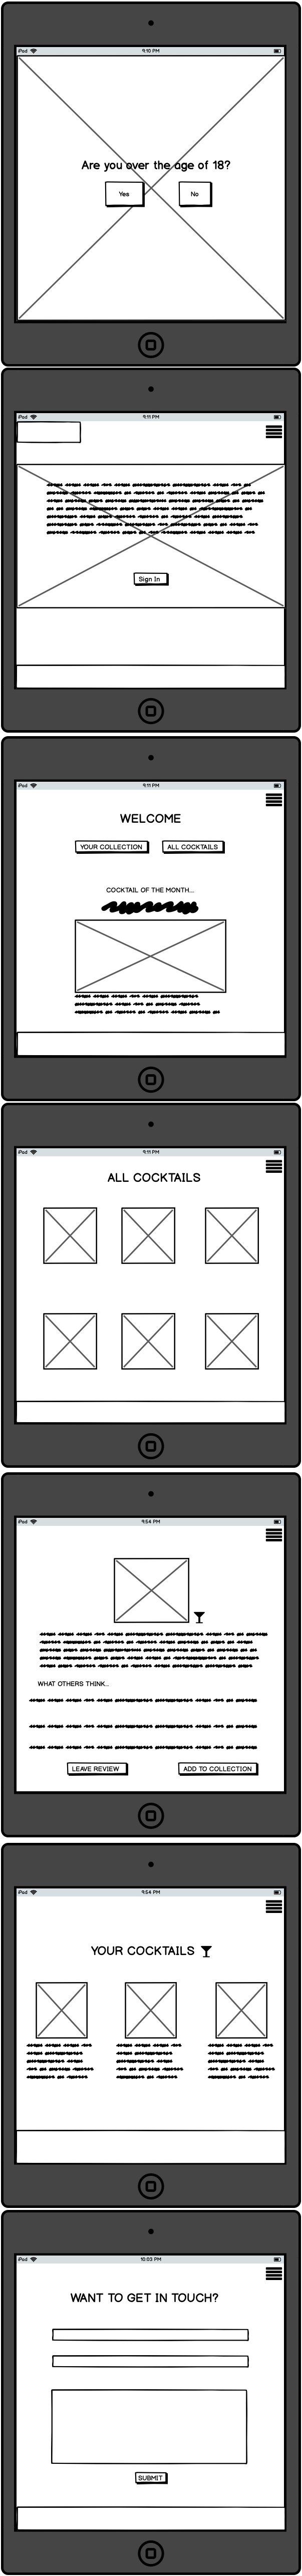 iPod 9:10 PM
Are you over the age of 18?
Yes No
iPod 9:11 PM
Sign In
iPod 9:11 PM
WELCOME
YOUR COLLECTION ALL COCKTAILS
COCKTAIL OF THE MONTH...
iPod 9:11 PM
ALL COCKTAILS
iPod 9:54 PM
WHAT OTHERS THINK...
LEAVE REVIEW ADD TO COLLECTION
iPod 9:54 PM
YOUR COCKTAILS
iPod 10:03 PM
WANT TO GET IN TOUCH?
SUBMIT